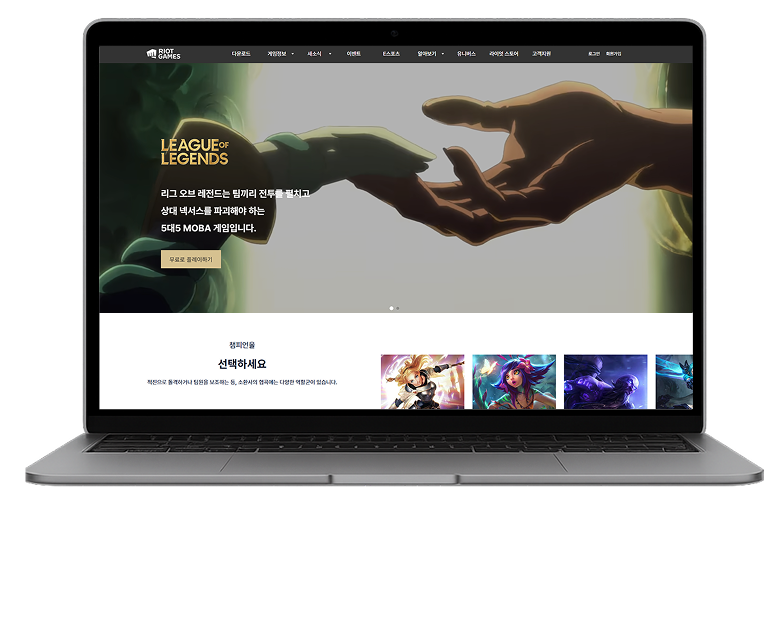 RIOT
GAMES
다운로드 게임정보 새소식 이벤트 E스포츠 알아보기 유니버스 라이엇 스토어 고객지원 로그인 회원가입
LEAGUE OF
LEGENDS
리그 오브 레전드는 팀끼리 전투를 펼치고
상대 넥서스를 파괴해야 하는
5대5 MOBA 게임입니다.
무료로 플레이하기
챔피언을
선택하세요
적진으로 돌격하거나 팀원을 보조하는 등, 소환사의 협곡에는 다양한 역할군이 있습니다.